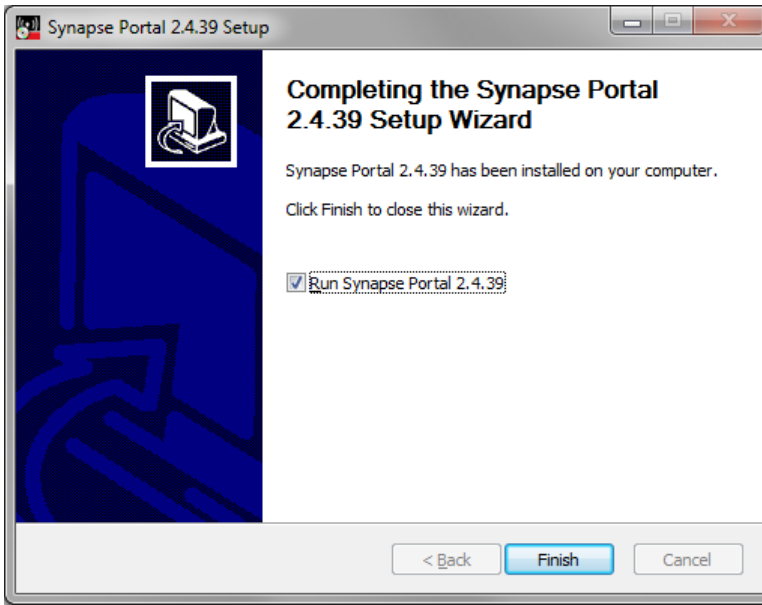 Synapse Portal 2.4.39 Setup
Completing the Synapse Portal
2.4.39 Setup Wizard
Synapse Portal 2.4.39 has been installed on your computer.
Click Finish to close this wizard.
Run Synapse Portal 2.4.39
< Back Finish Cancel